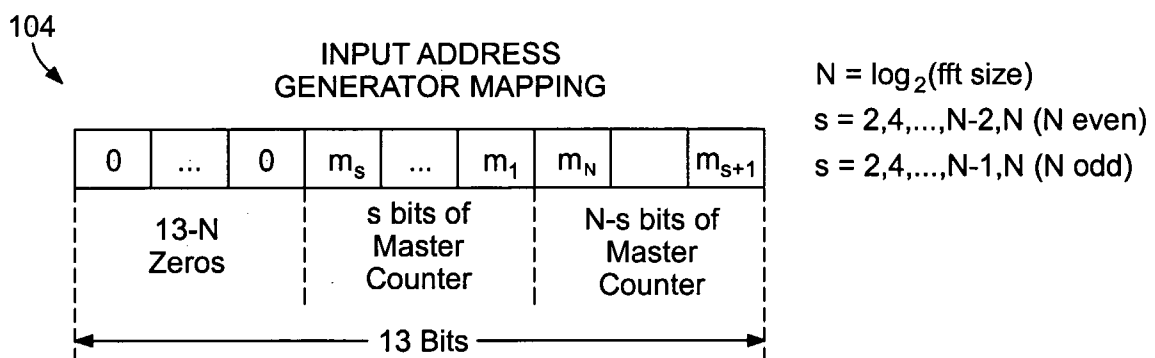 104
INPUT ADDRESS
GENERATOR MAPPING
N = log₂(fft size)
s = 2,4,...,N-2,N (N even)
s = 2,4,...,N-1,N (N odd)
0 ... 0 mₛ ... m₁ m_N mₛ₊₁
13-N
Zeros
s bits of
Master
Counter
N-s bits of
Master
Counter
13 Bits